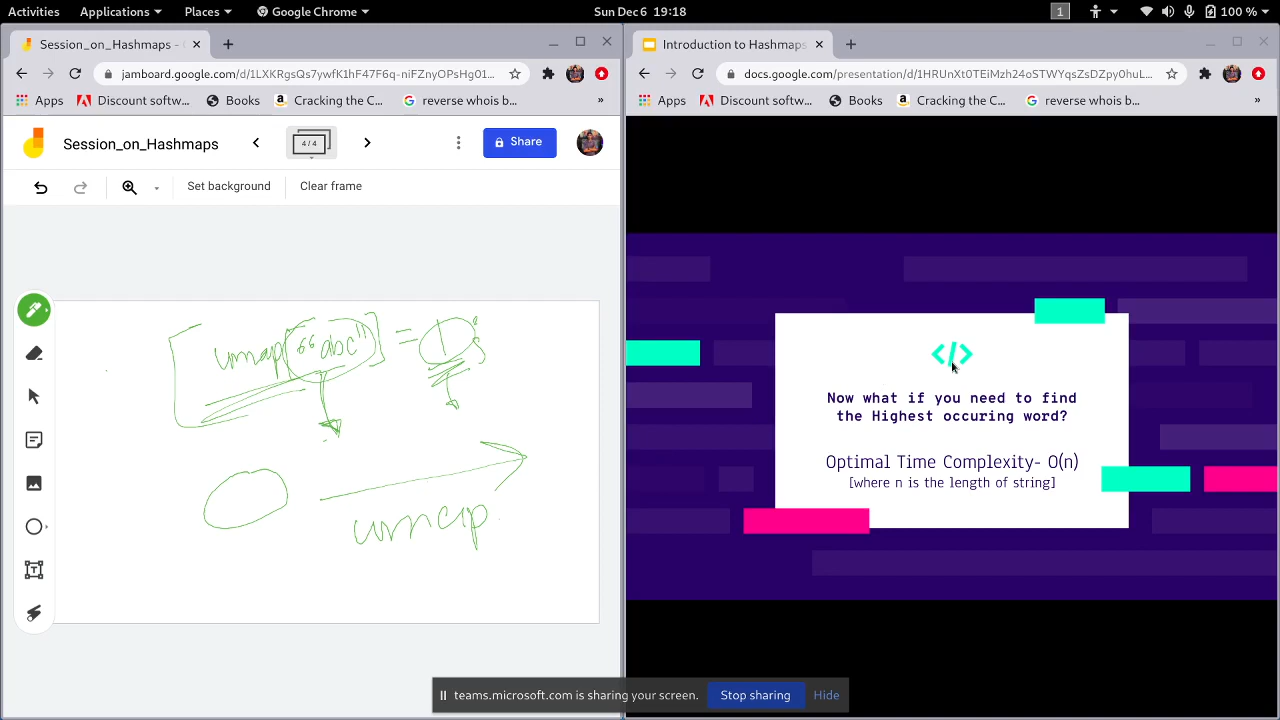 Activities Applications Places Google Chrome Sun Dec 6 19:18 1 100 %
Session_on_Hashmaps - G
jamboard.google.com/d/1LXKRgsQs7ywfK1hF47F6q-niFZnyOPsHg01...
Apps Discount softw... Books Cracking the C... reverse whois b... »
Session_on_Hashmaps 4/4 Share
Set background Clear frame
umap["abc"] = 1;
umap
Introduction to Hashmaps
docs.google.com/presentation/d/1HRUnXt0TEiMzh24oSTWYqsZsDZpy0huL...
Apps Discount softw... Books Cracking the C... reverse whois b... »
</>
Now what if you need to find
the Highest occuring word?
Optimal Time Complexity- O(n)
[where n is the length of string]
teams.microsoft.com is sharing your screen. Stop sharing Hide